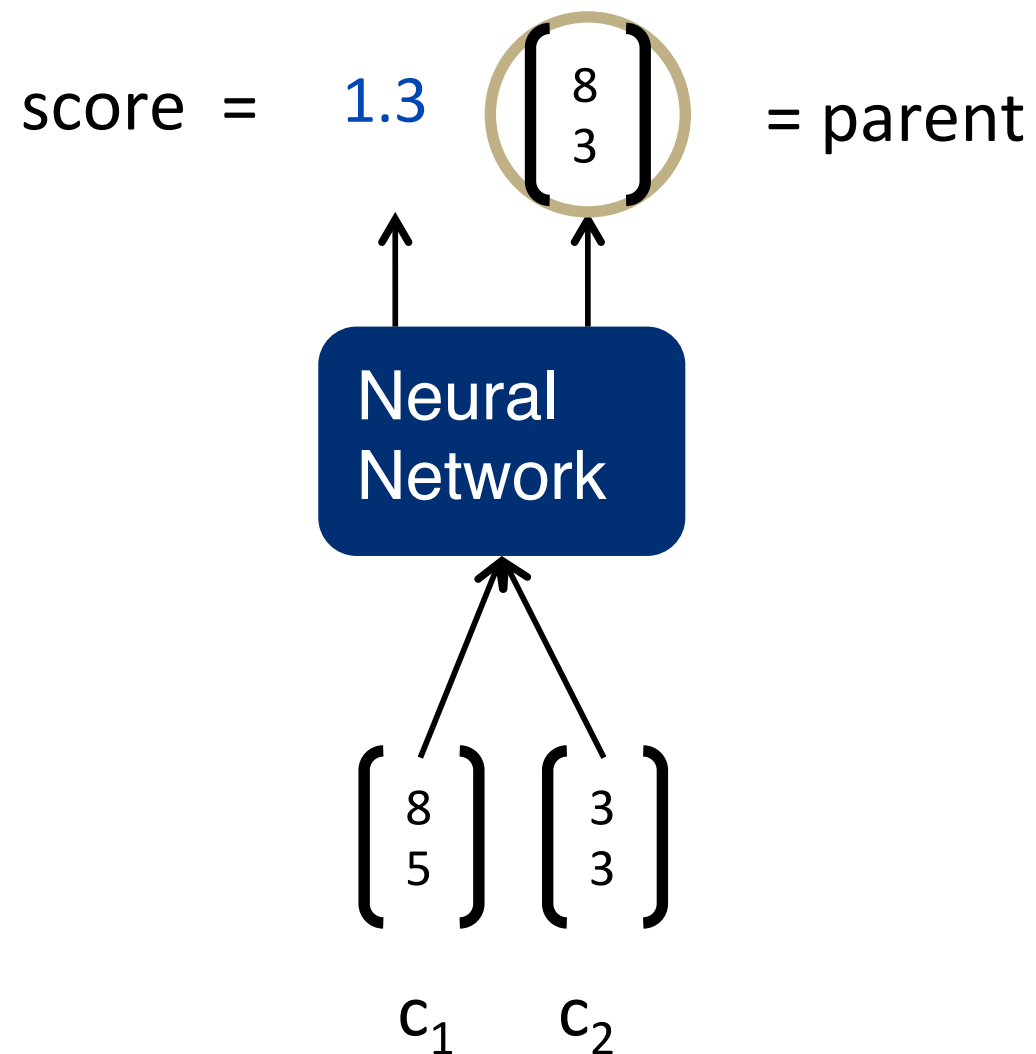 score = 1.3 8 3 = parent
Neural
Network
8 3
5 3
c₁ c₂